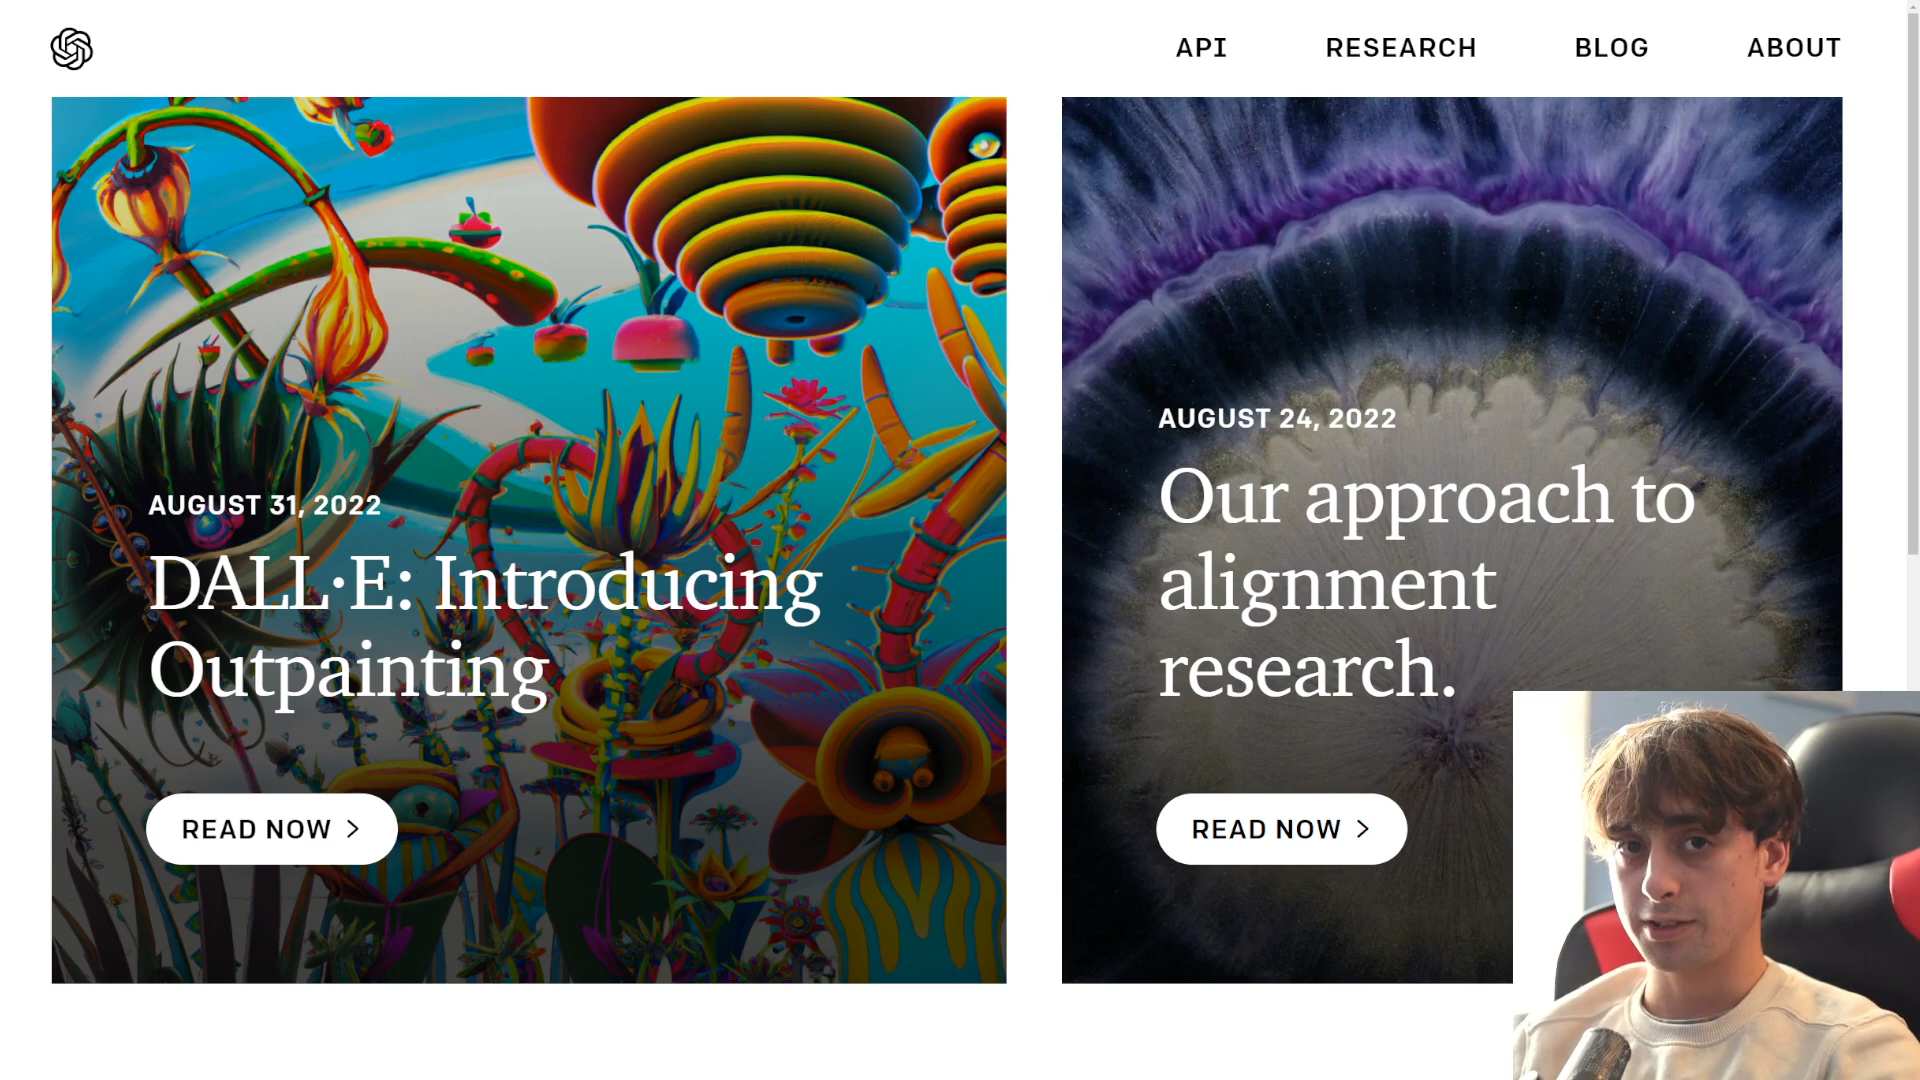 API
RESEARCH
BLOG
ABOUT
AUGUST 31, 2022
DALL·E: Introducing
Outpainting
READ NOW >
AUGUST 24, 2022
Our approach to
alignment
research.
READ NOW >